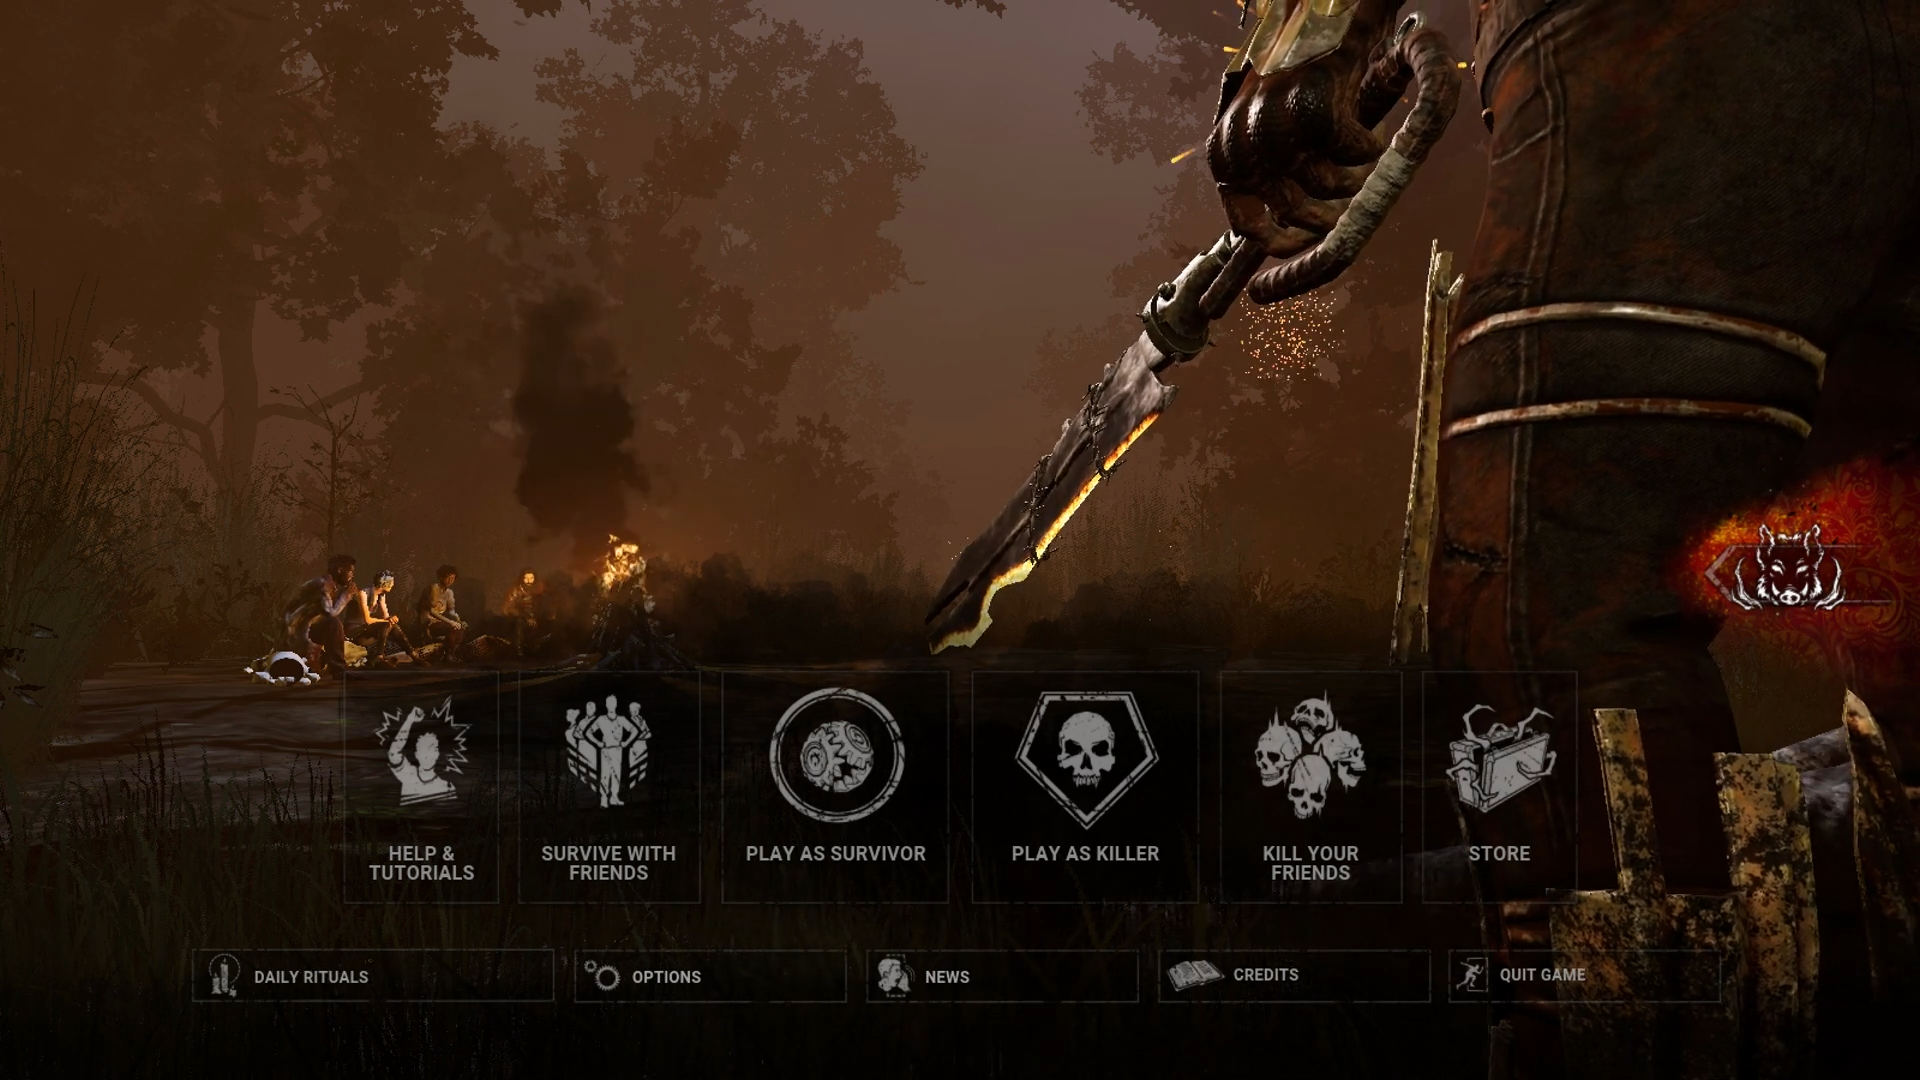 HELP &
TUTORIALS
SURVIVE WITH
FRIENDS
PLAY AS SURVIVOR
PLAY AS KILLER
KILL YOUR
FRIENDS
STORE
DAILY RITUALS
OPTIONS
NEWS
CREDITS
QUIT GAME